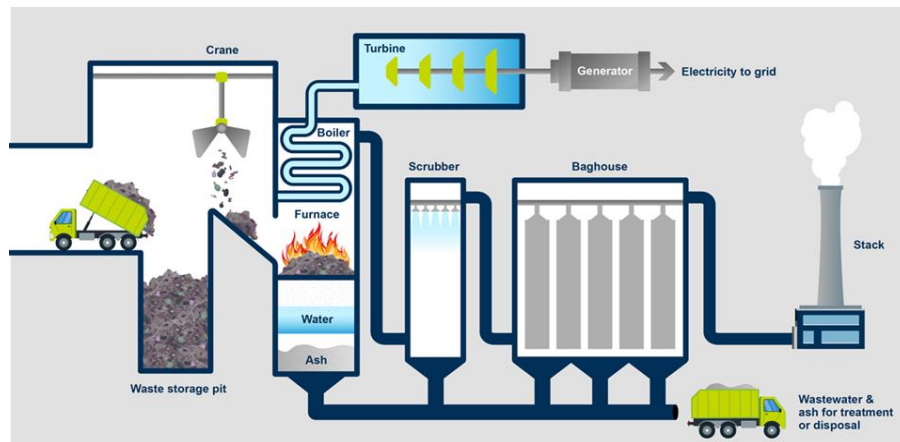 Crane
Turbine
Generator
Electricity to grid
Boiler
Scrubber
Baghouse
Furnace
Stack
Water
Ash
Waste storage pit
Wastewater &
ash for treatment
or disposal